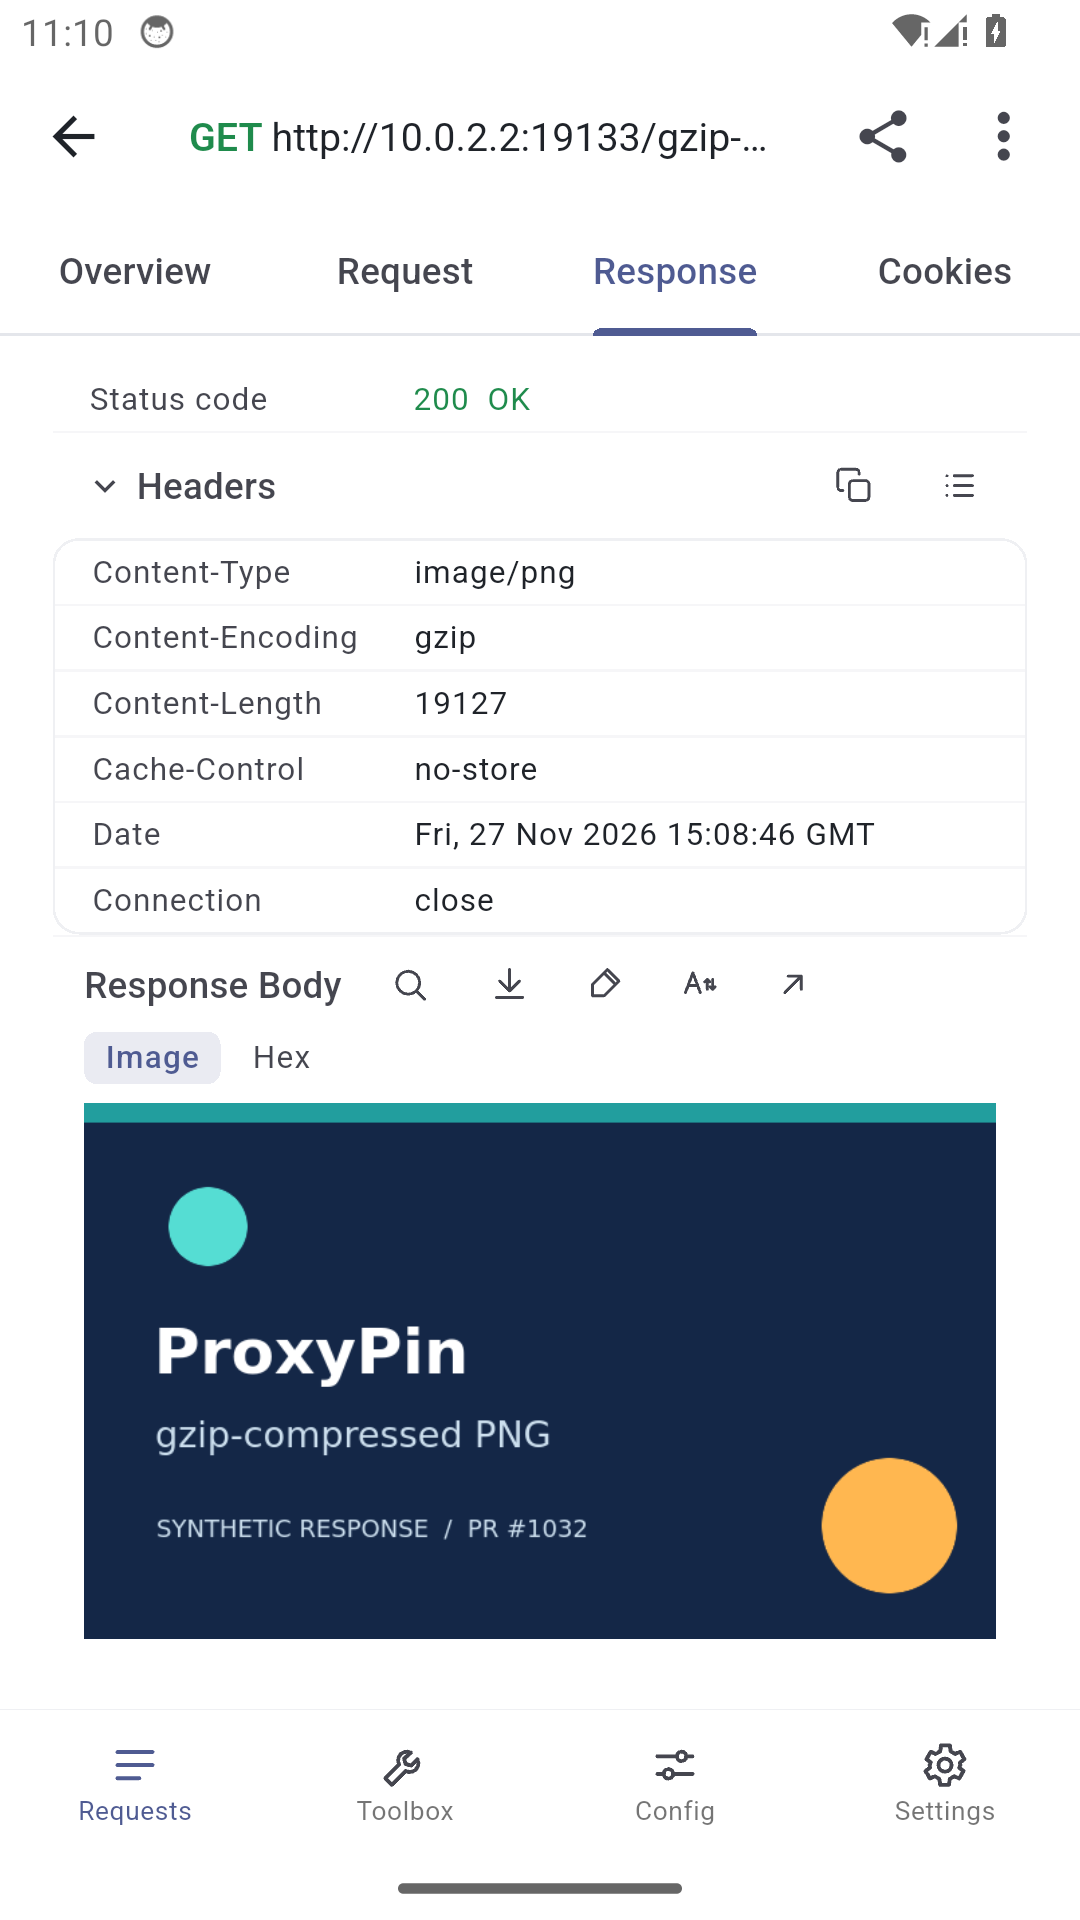 11:10
GET http://10.0.2.2:19133/gzip-...
Overview Request Response Cookies
Status code 200 OK
Headers
Content-Type image/png
Content-Encoding gzip
Content-Length 19127
Cache-Control no-store
Date Fri, 27 Nov 2026 15:08:46 GMT
Connection close
Response Body
Image Hex
ProxyPin
gzip-compressed PNG
SYNTHETIC RESPONSE / PR #1032
Requests Toolbox Config Settings